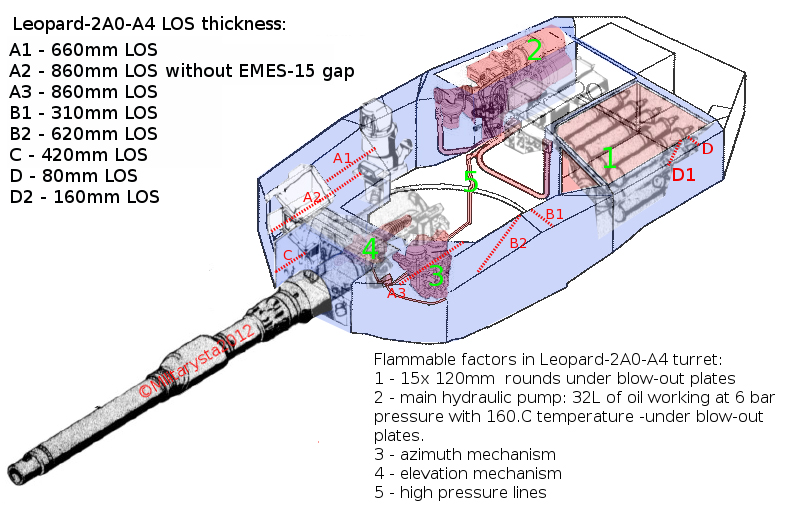 Leopard-2A0-A4 LOS thickness:
A1 - 660mm LOS
A2 - 860mm LOS without EMES-15 gap
A3 - 860mm LOS
B1 - 310mm LOS
B2 - 620mm LOS
C - 420mm LOS
D - 80mm LOS
D2 - 160mm LOS
2
1
D
D1
A1
A2
5
B1
B2
C
4
3
A3
©Militarysta2012
Flammable factors in Leopard-2A0-A4 turret:
1 - 15x 120mm rounds under blow-out plates
2 - main hydraulic pump: 32L of oil working at 6 bar
pressure with 160.C temperature -under blow-out
plates.
3 - azimuth mechanism
4 - elevation mechanism
5 - high pressure lines